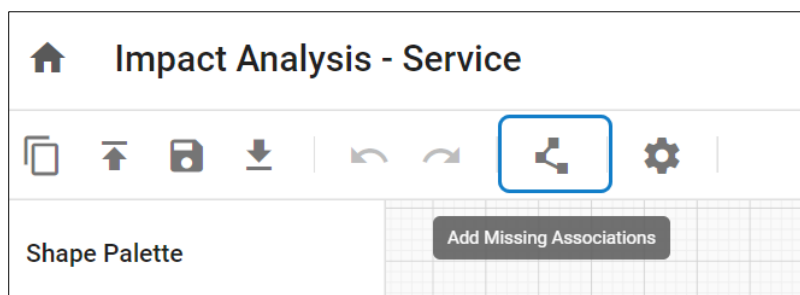 Impact Analysis - Service
Add Missing Associations
Shape Palette